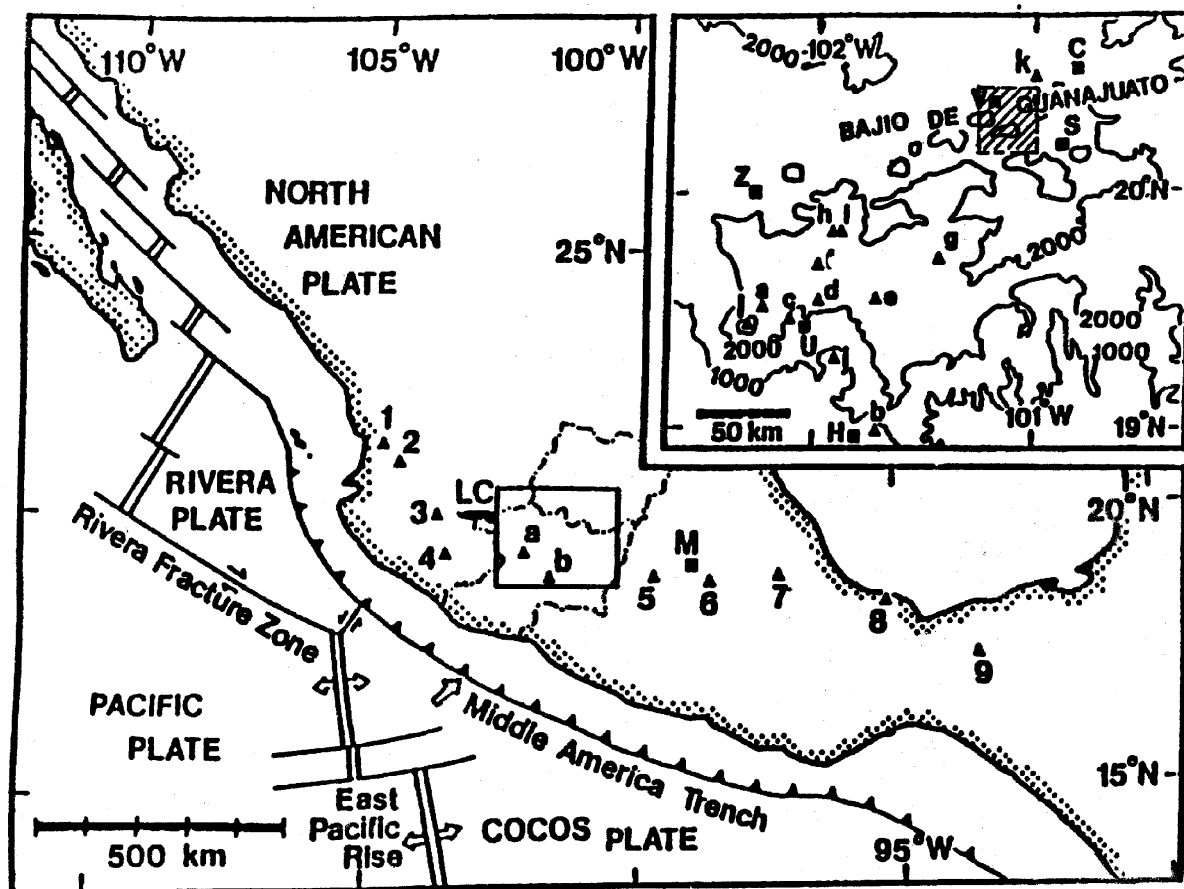 110°W
105°W
100°W
NORTH
AMERICAN
PLATE
25°N
1
2
3
LC
4
a
b
M
5
6
7
8
9
20°N
RIVERA
PLATE
Rivera Fracture Zone
PACIFIC
PLATE
Middle America Trench
15°N
East
Pacific
Rise
COCOS PLATE
95°W
500 km
2000
102°W
k
C
BAJIO DE GUANAJUATO
S
Z
20°N
h
i
g
2000
f
a
c
d
e
U
2000
1000
j
2000
1000
b
101°W
50 km
H
19°N